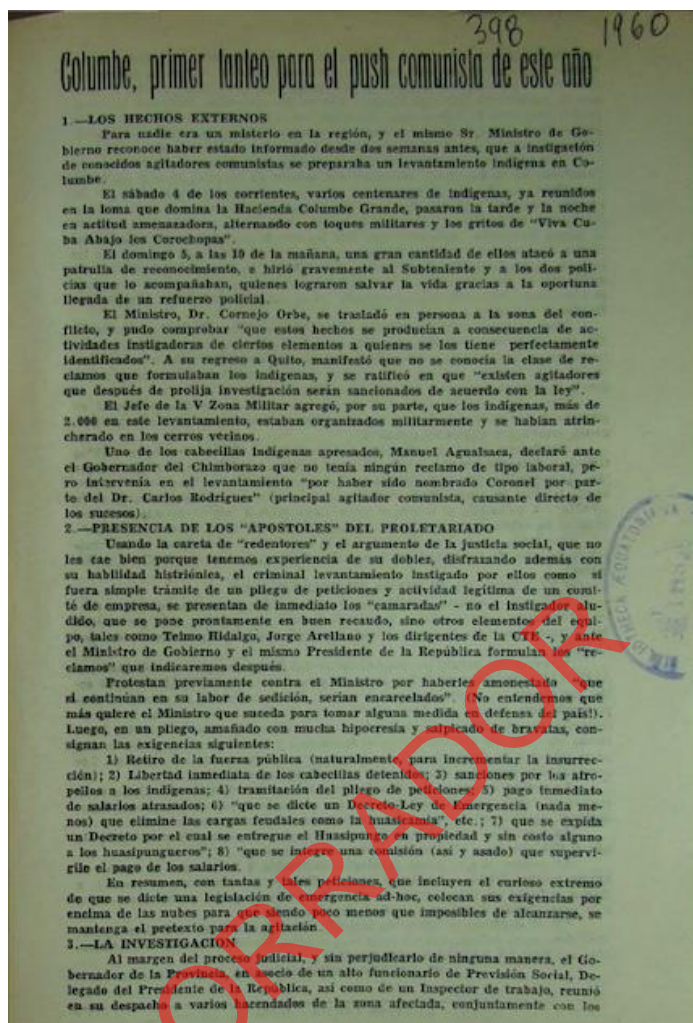 398 1960
Columbe, primer tanteo para el push comunista de este año
1.—LOS HECHOS EXTERNOS
Para nadie era un misterio en la región, y el mismo Sr. Ministro de Go-
bierno reconoce haber estado informado desde dos semanas antes, que a instigación
de conocidos agitadores comunistas se preparaba un levantamiento indígena en Co-
lumbe.
El sábado 4 de los corrientes, varios centenares de indígenas, ya reunidos
en la loma que domina la Hacienda Columbe Grande, pasaron la tarde y la noche
en actitud amenazadora, alternando con toques militares y los gritos de "Viva Cu-
ba Abajo los Corochopas".
El domingo 5, a las 10 de la mañana, una gran cantidad de ellos atacó a una
patrulla de reconocimiento, e hirió gravemente al Subteniente y a los dos poli-
cías que lo acompañaban, quienes lograron salvar la vida gracias a la oportuna
llegada de un refuerzo policial.
El Ministro, Dr. Cornejo Orbe, se trasladó en persona a la zona del con-
flicto, y pudo comprobar "que estos hechos se producían a consecuencia de ac-
tividades instigadoras de ciertos elementos a quienes se los tiene perfectamente
identificados". A su regreso a Quito, manifestó que no se conocía la clase de re-
clamos que formulaban los indígenas, y se ratificó en que "existen agitadores
que después de prolija investigación serán sancionados de acuerdo con la ley".
El Jefe de la V Zona Militar agregó, por su parte, que los indígenas, más de
2.000 en este levantamiento, estaban organizados militarmente y se habían atrin-
cherado en los cerros vecinos.
Uno de los cabecillas indígenas apresados, Manuel Agualsaca, declaró ante
el Gobernador del Chimborazo que no tenía ningún reclamo de tipo laboral, pe-
ro intervenía en el levantamiento "por haber sido nombrado Coronel por par-
te del Dr. Carlos Rodríguez" (principal agitador comunista, causante directo de
los sucesos).
2.—PRESENCIA DE LOS "APOSTOLES" DEL PROLETARIADO
Usando la careta de "redentores" y el argumento de la justicia social, que no
les cae bien porque tenemos experiencia de su doblez, disfrazando además con
su habilidad histriónica, el criminal levantamiento instigado por ellos como si
fuera simple trámite de un pliego de peticiones y actividad legítima de un comi-
té de empresa, se presentan de inmediato los "camaradas" - no el instigador alu-
dido, que se pone prontamente en buen recaudo, sino otros elementos del equi-
po, tales como Telmo Hidalgo, Jorge Arellano y los dirigentes de la CTE -, y ante
el Ministro de Gobierno y el mismo Presidente de la República formulan los "re-
clamos" que indicaremos después.
Protestan previamente contra el Ministro por haberles amonestado "que
si continúan en su labor de sedición, serían encarcelados". (No entendemos que
más quiere el Ministro que suceda para tomar alguna medida en defensa del país!).
Luego, en un pliego, amañado con mucha hipocresía y salpicado de bravatas, con-
signan las exigencias siguientes:
1) Retiro de la fuerza pública (naturalmente, para incrementar la insurrec-
ción); 2) Libertad inmediata de los cabecillas detenidos; 3) sanciones por los atro-
pellos a los indígenas; 4) tramitación del pliego de peticiones; 5) pago inmediato
de salarios atrasados; 6) "que se dicte un Decreto-Ley de Emergencia (nada me-
nos) que elimine las cargas feudales como la huasicamía", etc.; 7) que se expida
un Decreto por el cual se entregue el Huasipungo en propiedad y sin costo alguno
a los huasipungueros"; 8) "que se integre una comisión (así y asado) que supervi-
gile el pago de los salarios.
En resumen, con tantas y tales peticiones, que incluyen el curioso extremo
de que se dicte una legislación de emergencia ad-hoc, colocan sus exigencias por
encima de las nubes para que siendo poco menos que imposibles de alcanzarse, se
mantenga el pretexto para la agitación.
3.—LA INVESTIGACION
Al margen del proceso judicial, y sin perjudicarlo de ninguna manera, el Go-
bernador de la Provincia, en asocio de un alto funcionario de Previsión Social, De-
legado del Presidente de la República, así como de un Inspector de trabajo, reunió
en su despacho a varios hacendados de la zona afectada, conjuntamente con los
ORRADOR